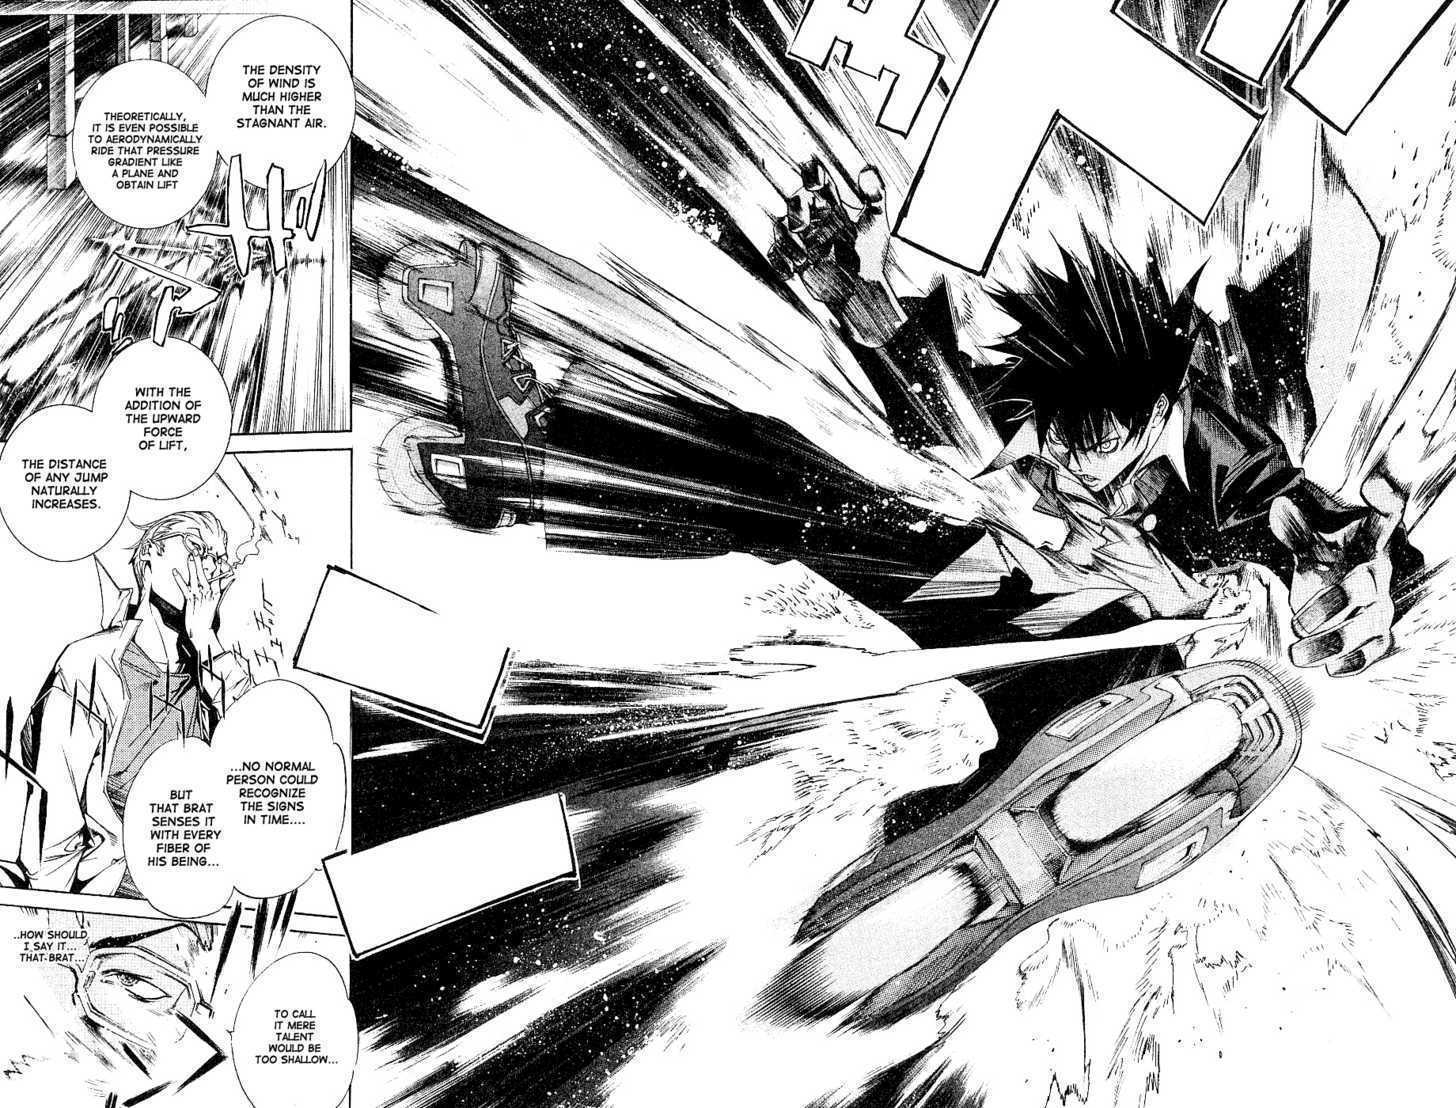 THE DENSITY
OF WIND IS
MUCH HIGHER
THAN THE
STAGNANT AIR.
THEORETICALLY,
IT IS EVEN POSSIBLE
TO AERODYNAMICALLY
RIDE THAT PRESSURE
GRADIENT LIKE
A PLANE AND
OBTAIN LIFT
WITH THE
ADDITION OF
THE UPWARD
FORCE
OF LIFT,
THE DISTANCE
OF ANY JUMP
NATURALLY
INCREASES.
...NO NORMAL
PERSON COULD
RECOGNIZE
THE SIGNS
IN TIME....
BUT
THAT BRAT
SENSES IT
WITH EVERY
FIBER OF
HIS BEING...
..HOW SHOULD
I SAY IT...
THAT BRAT...
TO CALL
IT MERE
TALENT
WOULD BE
TOO SHALLOW...